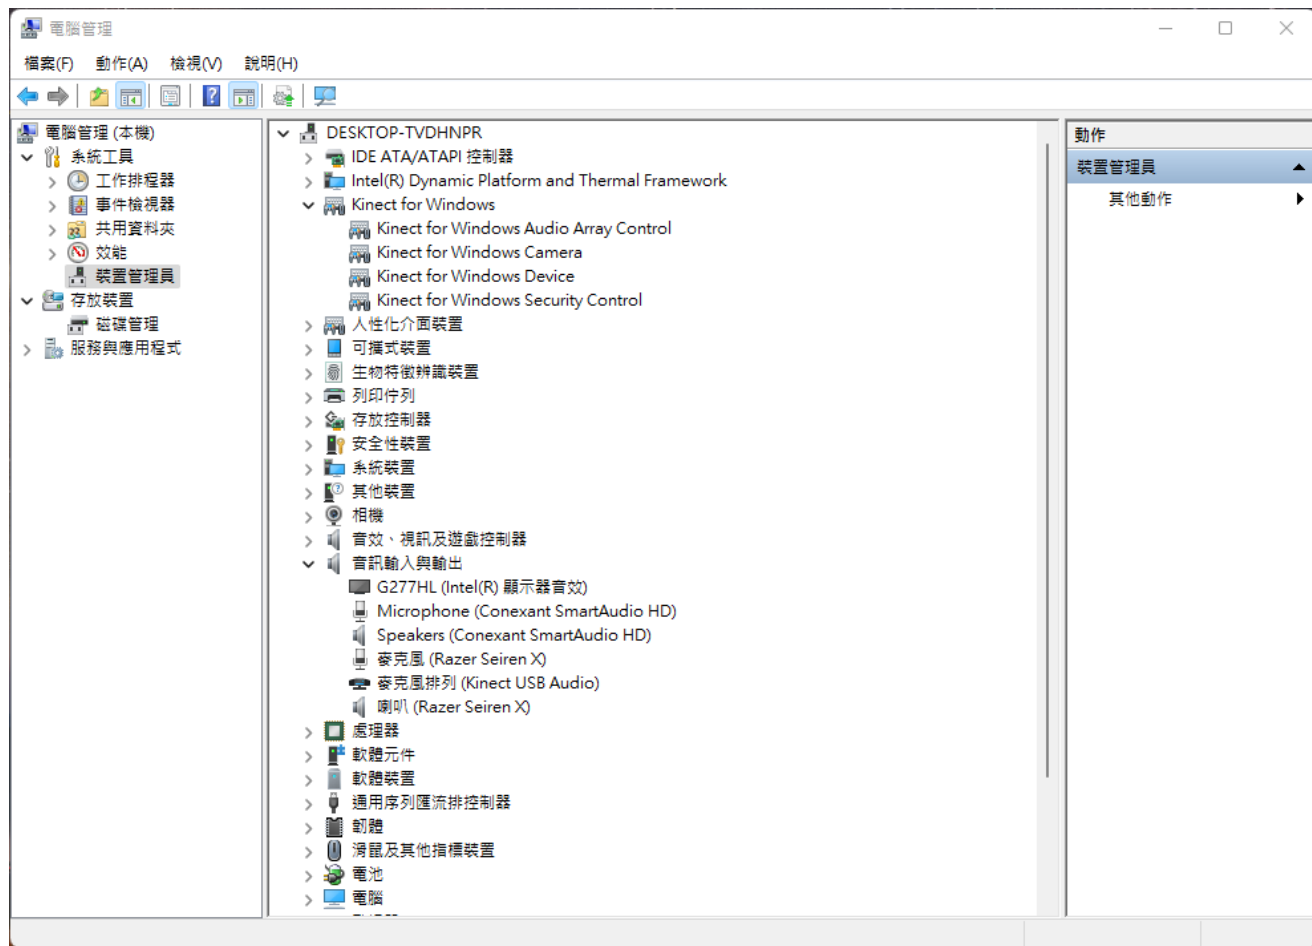 電腦管理
檔案(F) 動作(A) 檢視(V) 說明(H)
電腦管理 (本機)
系統工具
工作排程器
事件檢視器
共用資料夾
效能
裝置管理員
存放裝置
磁碟管理
服務與應用程式
DESKTOP-TVDHNPR
IDE ATA/ATAPI 控制器
Intel(R) Dynamic Platform and Thermal Framework
Kinect for Windows
Kinect for Windows Audio Array Control
Kinect for Windows Camera
Kinect for Windows Device
Kinect for Windows Security Control
人性化介面裝置
可攜式裝置
生物特徵辨識裝置
列印佇列
存放控制器
安全性裝置
系統裝置
其他裝置
相機
音效、視訊及遊戲控制器
音訊輸入與輸出
G277HL (Intel(R) 顯示器音效)
Microphone (Conexant SmartAudio HD)
Speakers (Conexant SmartAudio HD)
麥克風 (Razer Seiren X)
麥克風排列 (Kinect USB Audio)
喇叭 (Razer Seiren X)
處理器
軟體元件
軟體裝置
通用序列匯流排控制器
韌體
滑鼠及其他指標裝置
電池
電腦
動作
裝置管理員
其他動作